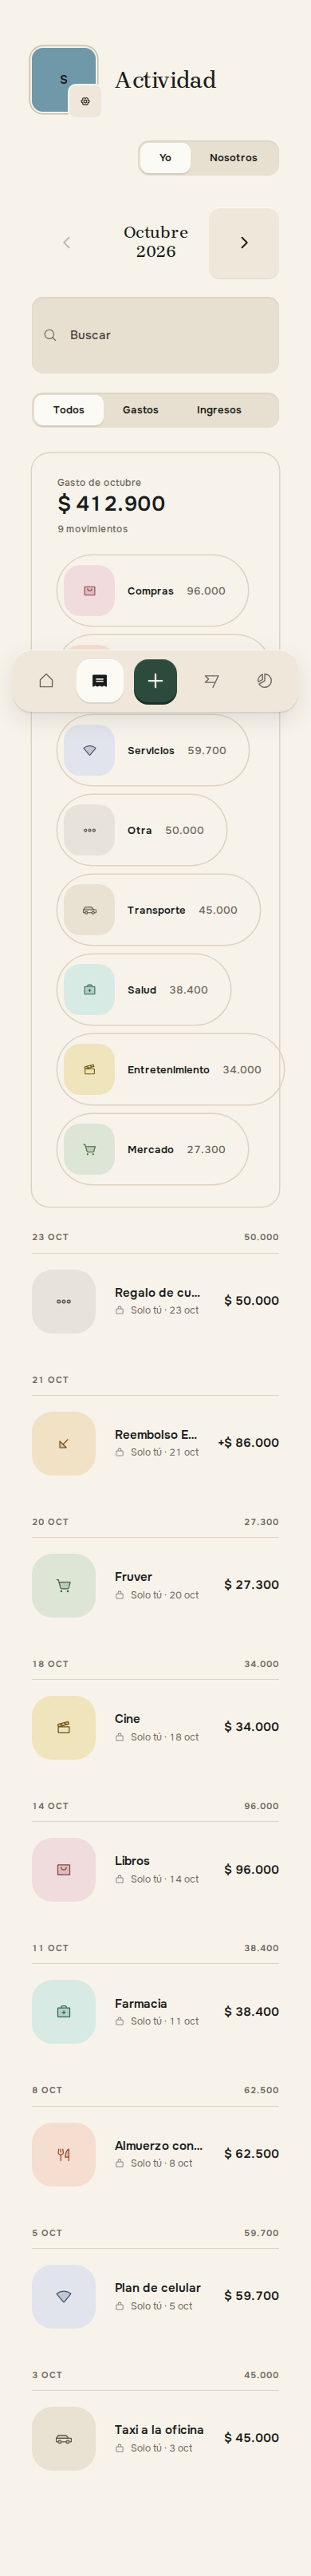 S
Actividad
Yo
Nosotros
Octubre
2026
Buscar
Todos
Gastos
Ingresos
Gasto de octubre
$ 412.900
9 movimientos
Compras 96.000
Servicios 59.700
Otra 50.000
Transporte 45.000
Salud 38.400
Entretenimiento 34.000
Mercado 27.300
23 OCT 50.000
Regalo de cu... $ 50.000
Solo tú · 23 oct
21 OCT
Reembolso E... +$ 86.000
Solo tú · 21 oct
20 OCT 27.300
Fruver $ 27.300
Solo tú · 20 oct
18 OCT 34.000
Cine $ 34.000
Solo tú · 18 oct
14 OCT 96.000
Libros $ 96.000
Solo tú · 14 oct
11 OCT 38.400
Farmacia $ 38.400
Solo tú · 11 oct
8 OCT 62.500
Almuerzo con... $ 62.500
Solo tú · 8 oct
5 OCT 59.700
Plan de celular $ 59.700
Solo tú · 5 oct
3 OCT 45.000
Taxi a la oficina $ 45.000
Solo tú · 3 oct